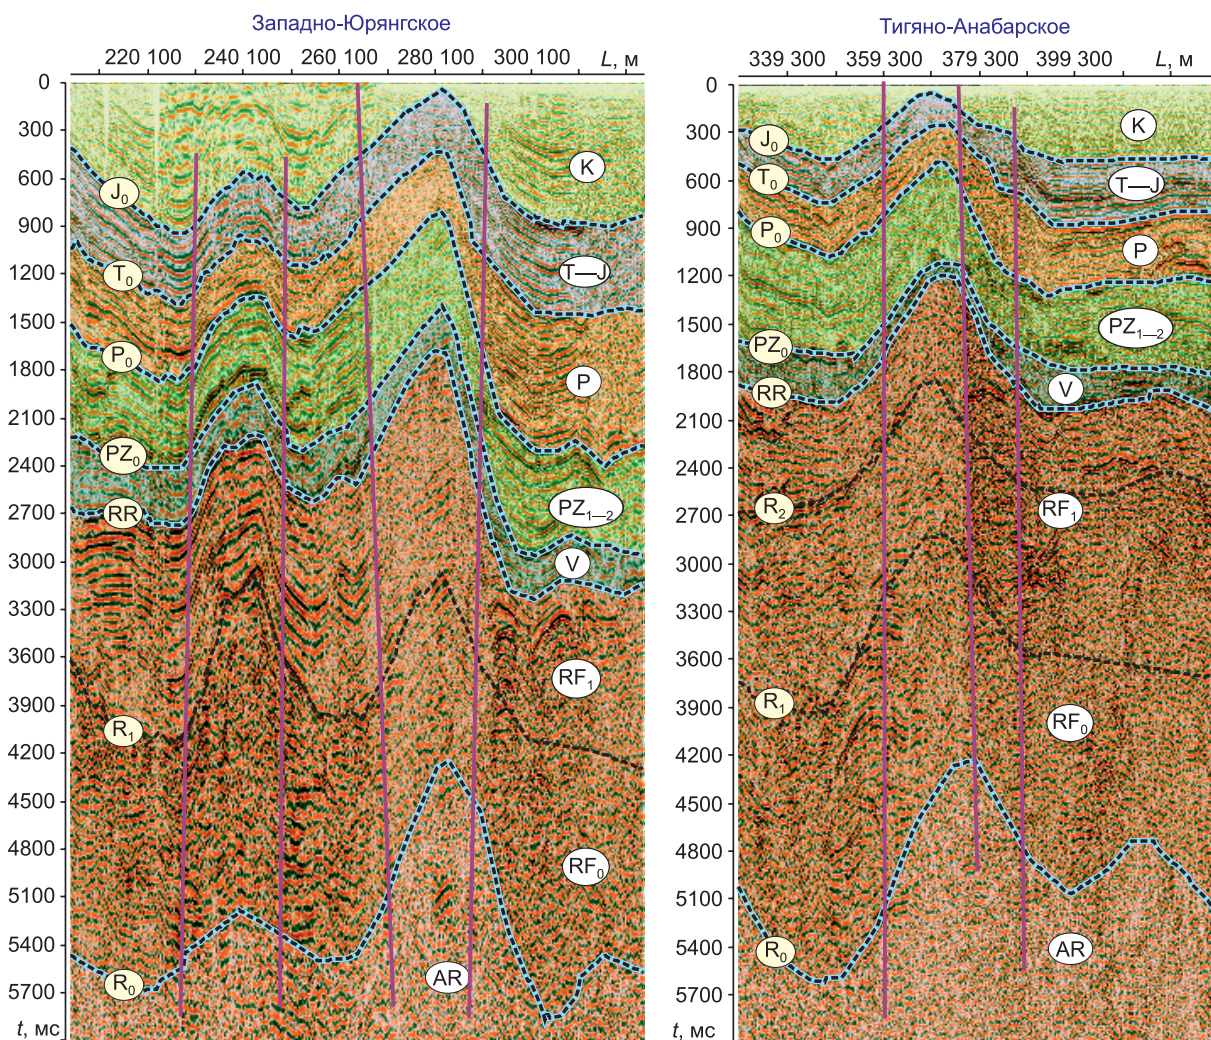 Западно-Юрянгское
220 100 240 100 260 100 280 100 300 100 L, м
0
300
600
900
1200
1500
1800
2100
2400
2700
3000
3300
3600
3900
4200
4500
4800
5100
5400
5700
t, мс
J₀
T₀
P₀
PZ₀
RR
R₁
R₀
K
T—J
P
PZ₁—₂
V
RF₁
RF₀
AR
Тигяно-Анабарское
339 300 359 300 379 300 399 300 L, м
0
300
600
900
1200
1500
1800
2100
2400
2700
3000
3300
3600
3900
4200
4500
4800
5100
5400
5700
t, мс
J₀
T₀
P₀
PZ₀
RR
R₂
R₁
R₀
K
T—J
P
PZ₁—₂
V
RF₁
RF₀
AR